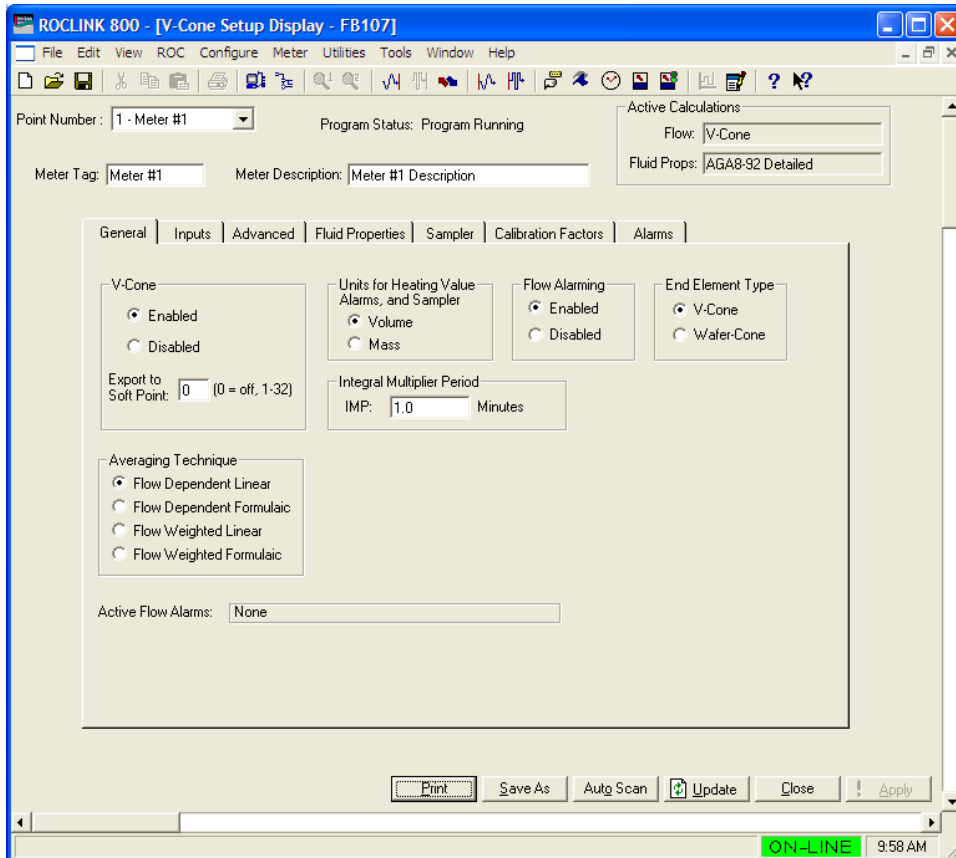 ROCLINK 800 - [V-Cone Setup Display - FB107]
File Edit View ROC Configure Meter Utilities Tools Window Help
Point Number : 1 - Meter #1
Program Status: Program Running
Active Calculations
Flow: V-Cone
Fluid Props: AGA8-92 Detailed
Meter Tag: Meter #1 Meter Description: Meter #1 Description
General Inputs Advanced Fluid Properties Sampler Calibration Factors Alarms
V-Cone
Enabled
Disabled
Export to
Soft Point: 0 (0 = off, 1-32)
Units for Heating Value
Alarms, and Sampler
Volume
Mass
Flow Alarming
Enabled
Disabled
End Element Type
V-Cone
Wafer-Cone
Integral Multiplier Period
IMP: 1.0 Minutes
Averaging Technique
Flow Dependent Linear
Flow Dependent Formulaic
Flow Weighted Linear
Flow Weighted Formulaic
Active Flow Alarms: None
Print Save As Auto Scan Update Close ! Apply
ON-LINE 9:58 AM